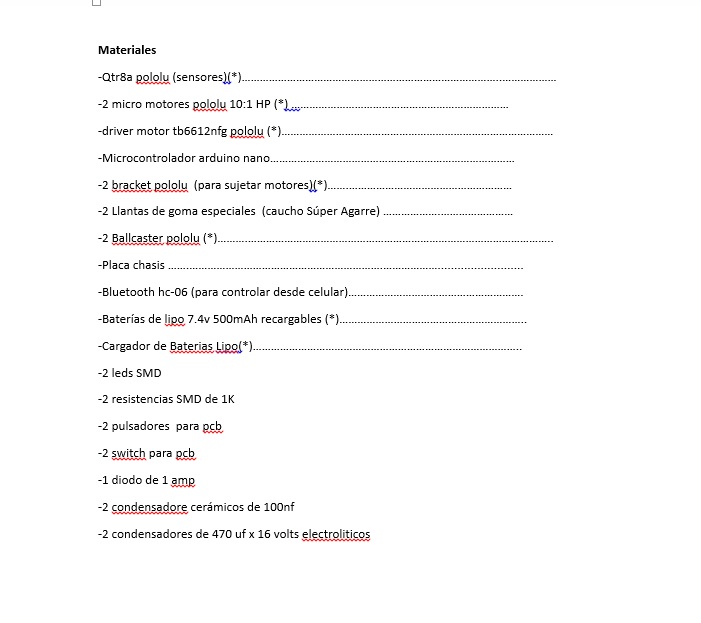 Materiales
-Qtr8a pololu (sensores)(*)..........................................................................................................
-2 micro motores pololu 10:1 HP (*) ........................................................................
-driver motor tb6612nfg pololu (*)...........................................................................................
-Microcontrolador arduino nano.................................................................................
-2 bracket pololu  (para sujetar motores)(*).............................................................
-2 Llantas de goma especiales  (caucho Súper Agarre) ...........................................
-2 Ballcaster pololu (*)................................................................................................................
-Placa chasis ......................................................................................................................
-Bluetooth hc-06 (para controlar desde celular)..........................................................
-Baterías de lipo 7.4v 500mAh recargables (*)..............................................................
-Cargador de Baterias Lipo(*).........................................................................................
-2 leds SMD
-2 resistencias SMD de 1K
-2 pulsadores  para pcb
-2 switch para pcb
-1 diodo de 1 amp
-2 condensadore cerámicos de 100nf
-2 condensadores de 470 uf x 16 volts electroliticos